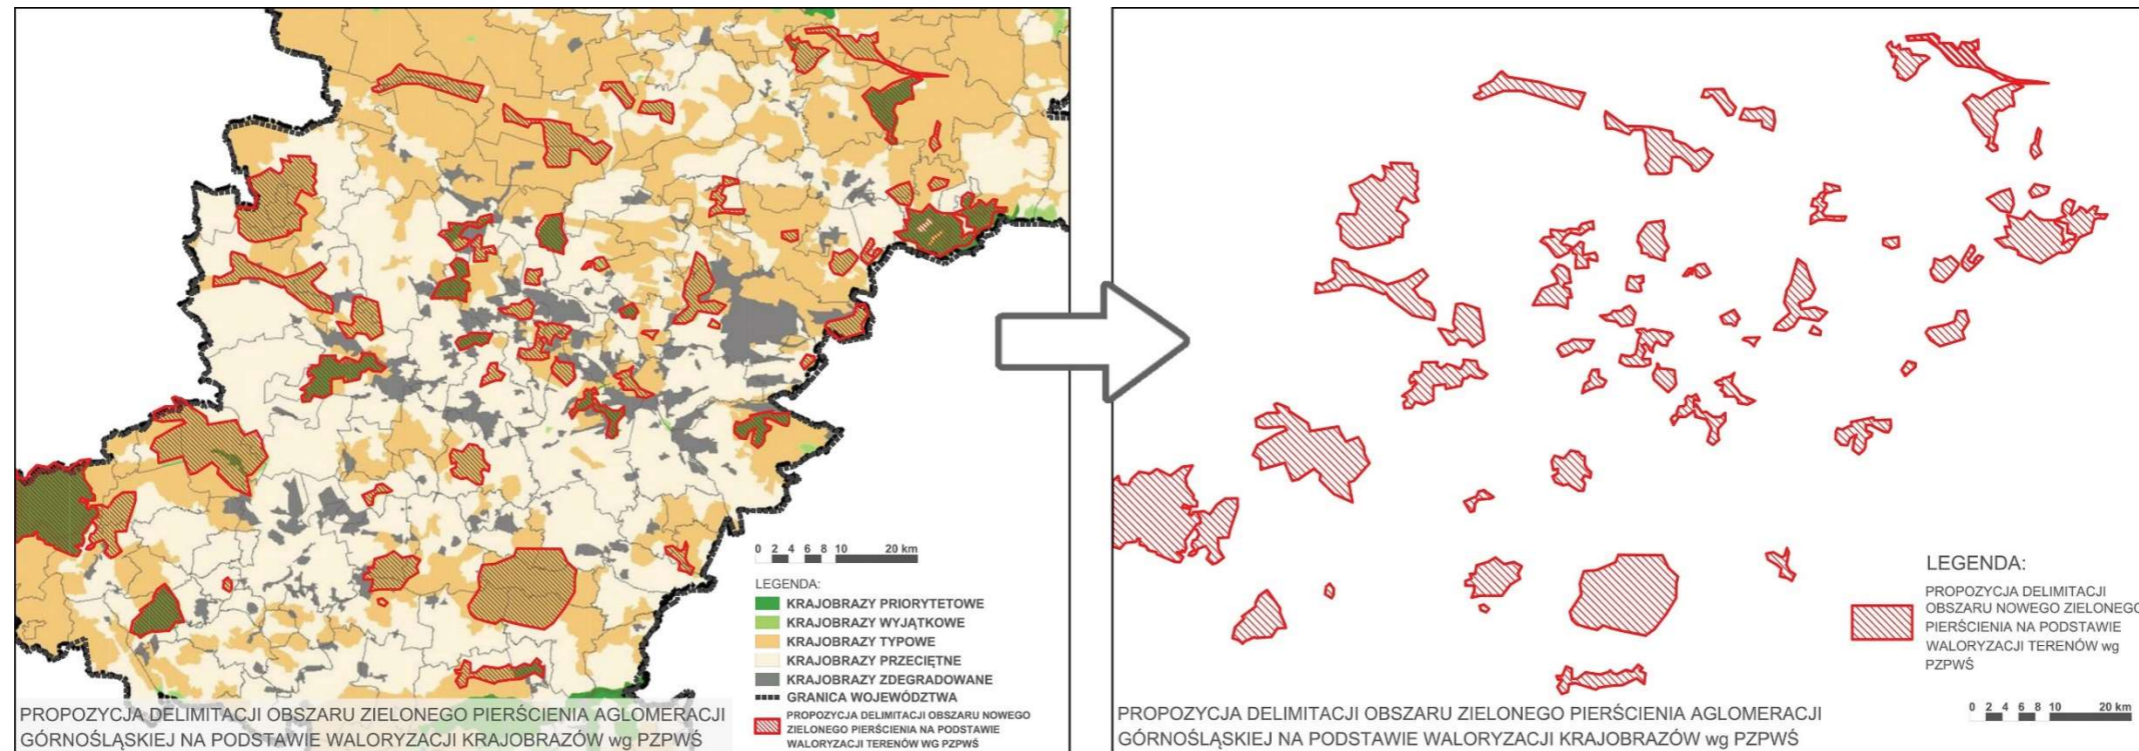 0 2 4 6 8 10 20 km
LEGENDA:
KRAJOBRAZY PRIORYTETOWE
KRAJOBRAZY WYJĄTKOWE
KRAJOBRAZY TYPOWE
KRAJOBRAZY PRZECIĘTNE
KRAJOBRAZY ZDEGRADOWANE
GRANICA WOJEWÓDZTWA
PROPOZYCJA DELIMITACJI OBSZARU NOWEGO
ZIELONEGO PIERŚCIENIA NA PODSTAWIE
WALORYZACJI TERENÓW WG PZPWŚ
PROPOZYCJA DELIMITACJI OBSZARU ZIELONEGO PIERŚCIENIA AGLOMERACJI
GÓRNOŚLĄSKIEJ NA PODSTAWIE WALORYZACJI KRAJOBRAZÓW wg PZPWŚ
LEGENDA:
PROPOZYCJA DELIMITACJI
OBSZARU NOWEGO ZIELONEGO
PIERŚCIENIA NA PODSTAWIE
WALORYZACJI TERENÓW wg
PZPWŚ
0 2 4 6 8 10 20 km
PROPOZYCJA DELIMITACJI OBSZARU ZIELONEGO PIERŚCIENIA AGLOMERACJI
GÓRNOŚLĄSKIEJ NA PODSTAWIE WALORYZACJI KRAJOBRAZÓW wg PZPWŚ